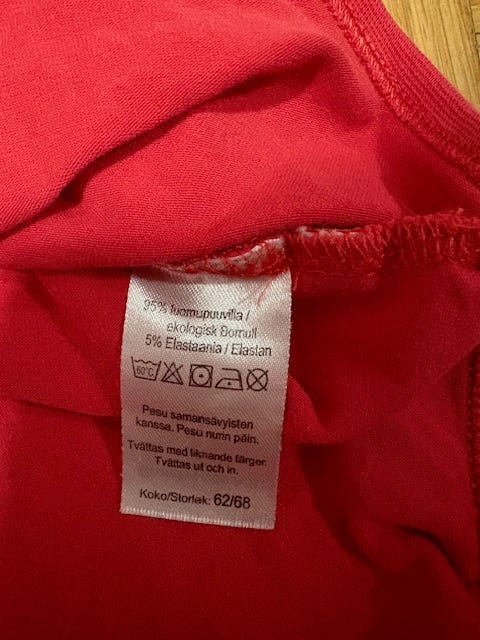 95% luomupuuvilla /
ekologisk Bomull
5% Elastaania / Elastan
60°C
Pesu samansävyisten
kanssa. Pesu nurin päin.
Tvättas med liknande färger.
Tvättas ut och in.
Koko/Storlek: 62/68